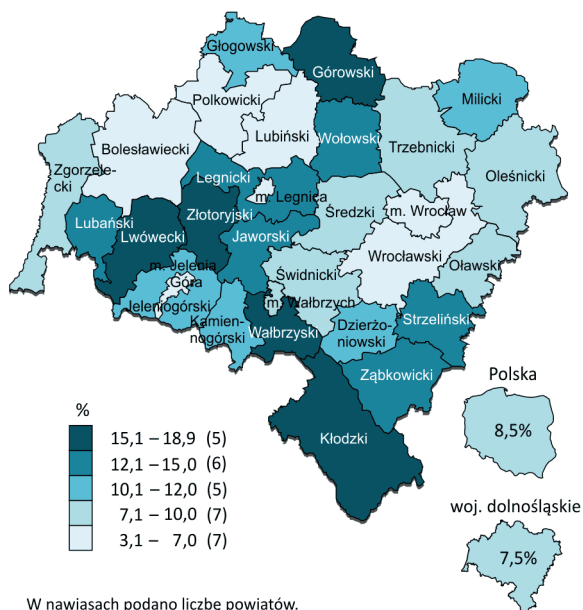 Głogowski
Górowski
Milicki
Polkowicki
Lubiński
Wołowski
Trzebnicki
Bolesławiecki
Zgorzele-
cki
Legnicki
m. Legnica
Oleśnicki
Lubański
Złotoryjski
Średzki
m. Wrocław
Lwówecki
Jaworski
Wrocławski
Oławski
m. Jelenia
Góra
Świdnicki
Jeleniogórski
m. Wałbrzych
Kamien-
nogórski
Wałbrzyski
Dzierżo-
niowski
Strzeliński
Ząbkowicki
Kłodzki
%
15,1 – 18,9 (5)
12,1 – 15,0 (6)
10,1 – 12,0 (5)
7,1 – 10,0 (7)
3,1 – 7,0 (7)
Polska
8,5%
woj. dolnośląskie
7,5%
W nawiasach podano liczbę powiatów.